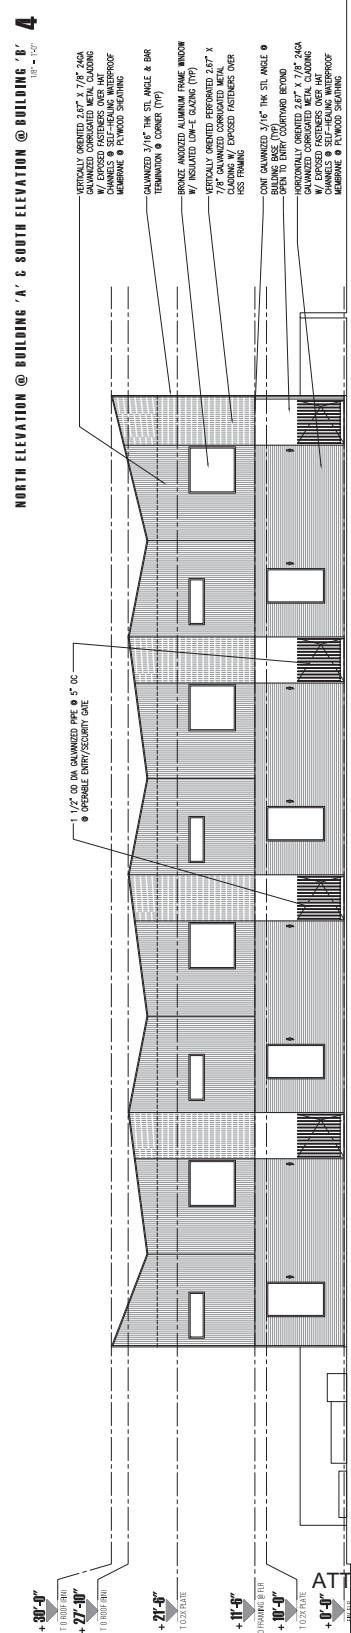 NORTH ELEVATION @ BUILDING 'A' & SOUTH ELEVATION @ BUILDING 'B'
4
1/8" = 1'-0"
VERTICALLY ORIENTED 2.67" X 7/8" 24GA
GALVANIZED CORRUGATED METAL CLADDING
W/ EXPOSED FASTENERS OVER HAT
CHANNELS @ SELF-HEALING WATERPROOF
MEMBRANE @ PLYWOOD SHEATHING
GALVANIZED 3/16" THK STL ANGLE & BAR
TERMINATION @ CORNER (TYP)
BRONZE ANODIZED ALUMINUM FRAME WINDOW
W/ INSULATED LOW-E GLAZING (TYP)
VERTICALLY ORIENTED PERFORATED 2.67" X
7/8" GALVANIZED CORRUGATED METAL
CLADDING W/ EXPOSED FASTENERS OVER
HSS FRAMING
CONT GALVANIZED 3/16" THK STL ANGLE @
BUILDING BASE (TYP)
OPEN TO ENTRY COURTYARD BEYOND
HORIZONTALLY ORIENTED 2.67" X 7/8" 24GA
GALVANIZED CORRUGATED METAL CLADDING
W/ EXPOSED FASTENERS OVER HAT
CHANNELS @ SELF-HEALING WATERPROOF
MEMBRANE @ PLYWOOD SHEATHING
1 1/2" OD DIA GALVANIZED PIPE @ 5" OC
@ OPERABLE ENTRY/SECURITY GATE
+ 30'-0"
T O ROOF
+ 27'-10"
T O ROOF
+ 21'-6"
T O 2X PLATE
+ 11'-6"
FRAMING @ FLR
+ 10'-0"
T O 2X PLATE
+ 0'-0"
ATT